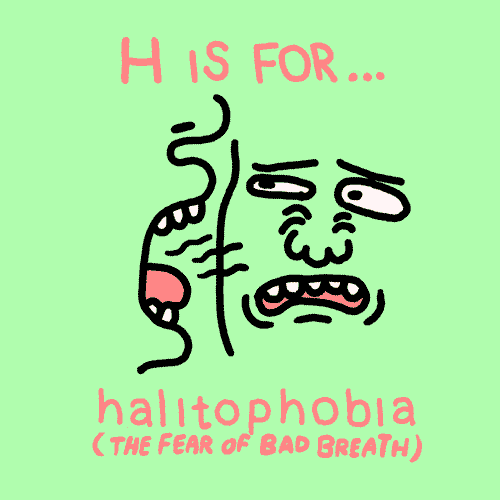 H IS FOR...
halitophobia
(THE FEAR OF BAD BREATH)